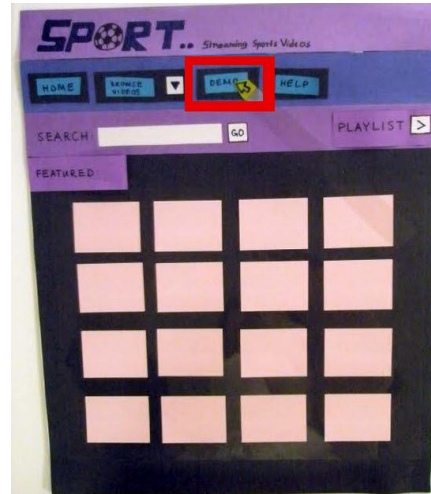 SPORT..
Streaming Sports Videos
HOME
BROWSE
VIDEOS
▼
DEMO
HELP
SEARCH:
GO
PLAYLIST >
FEATURED: